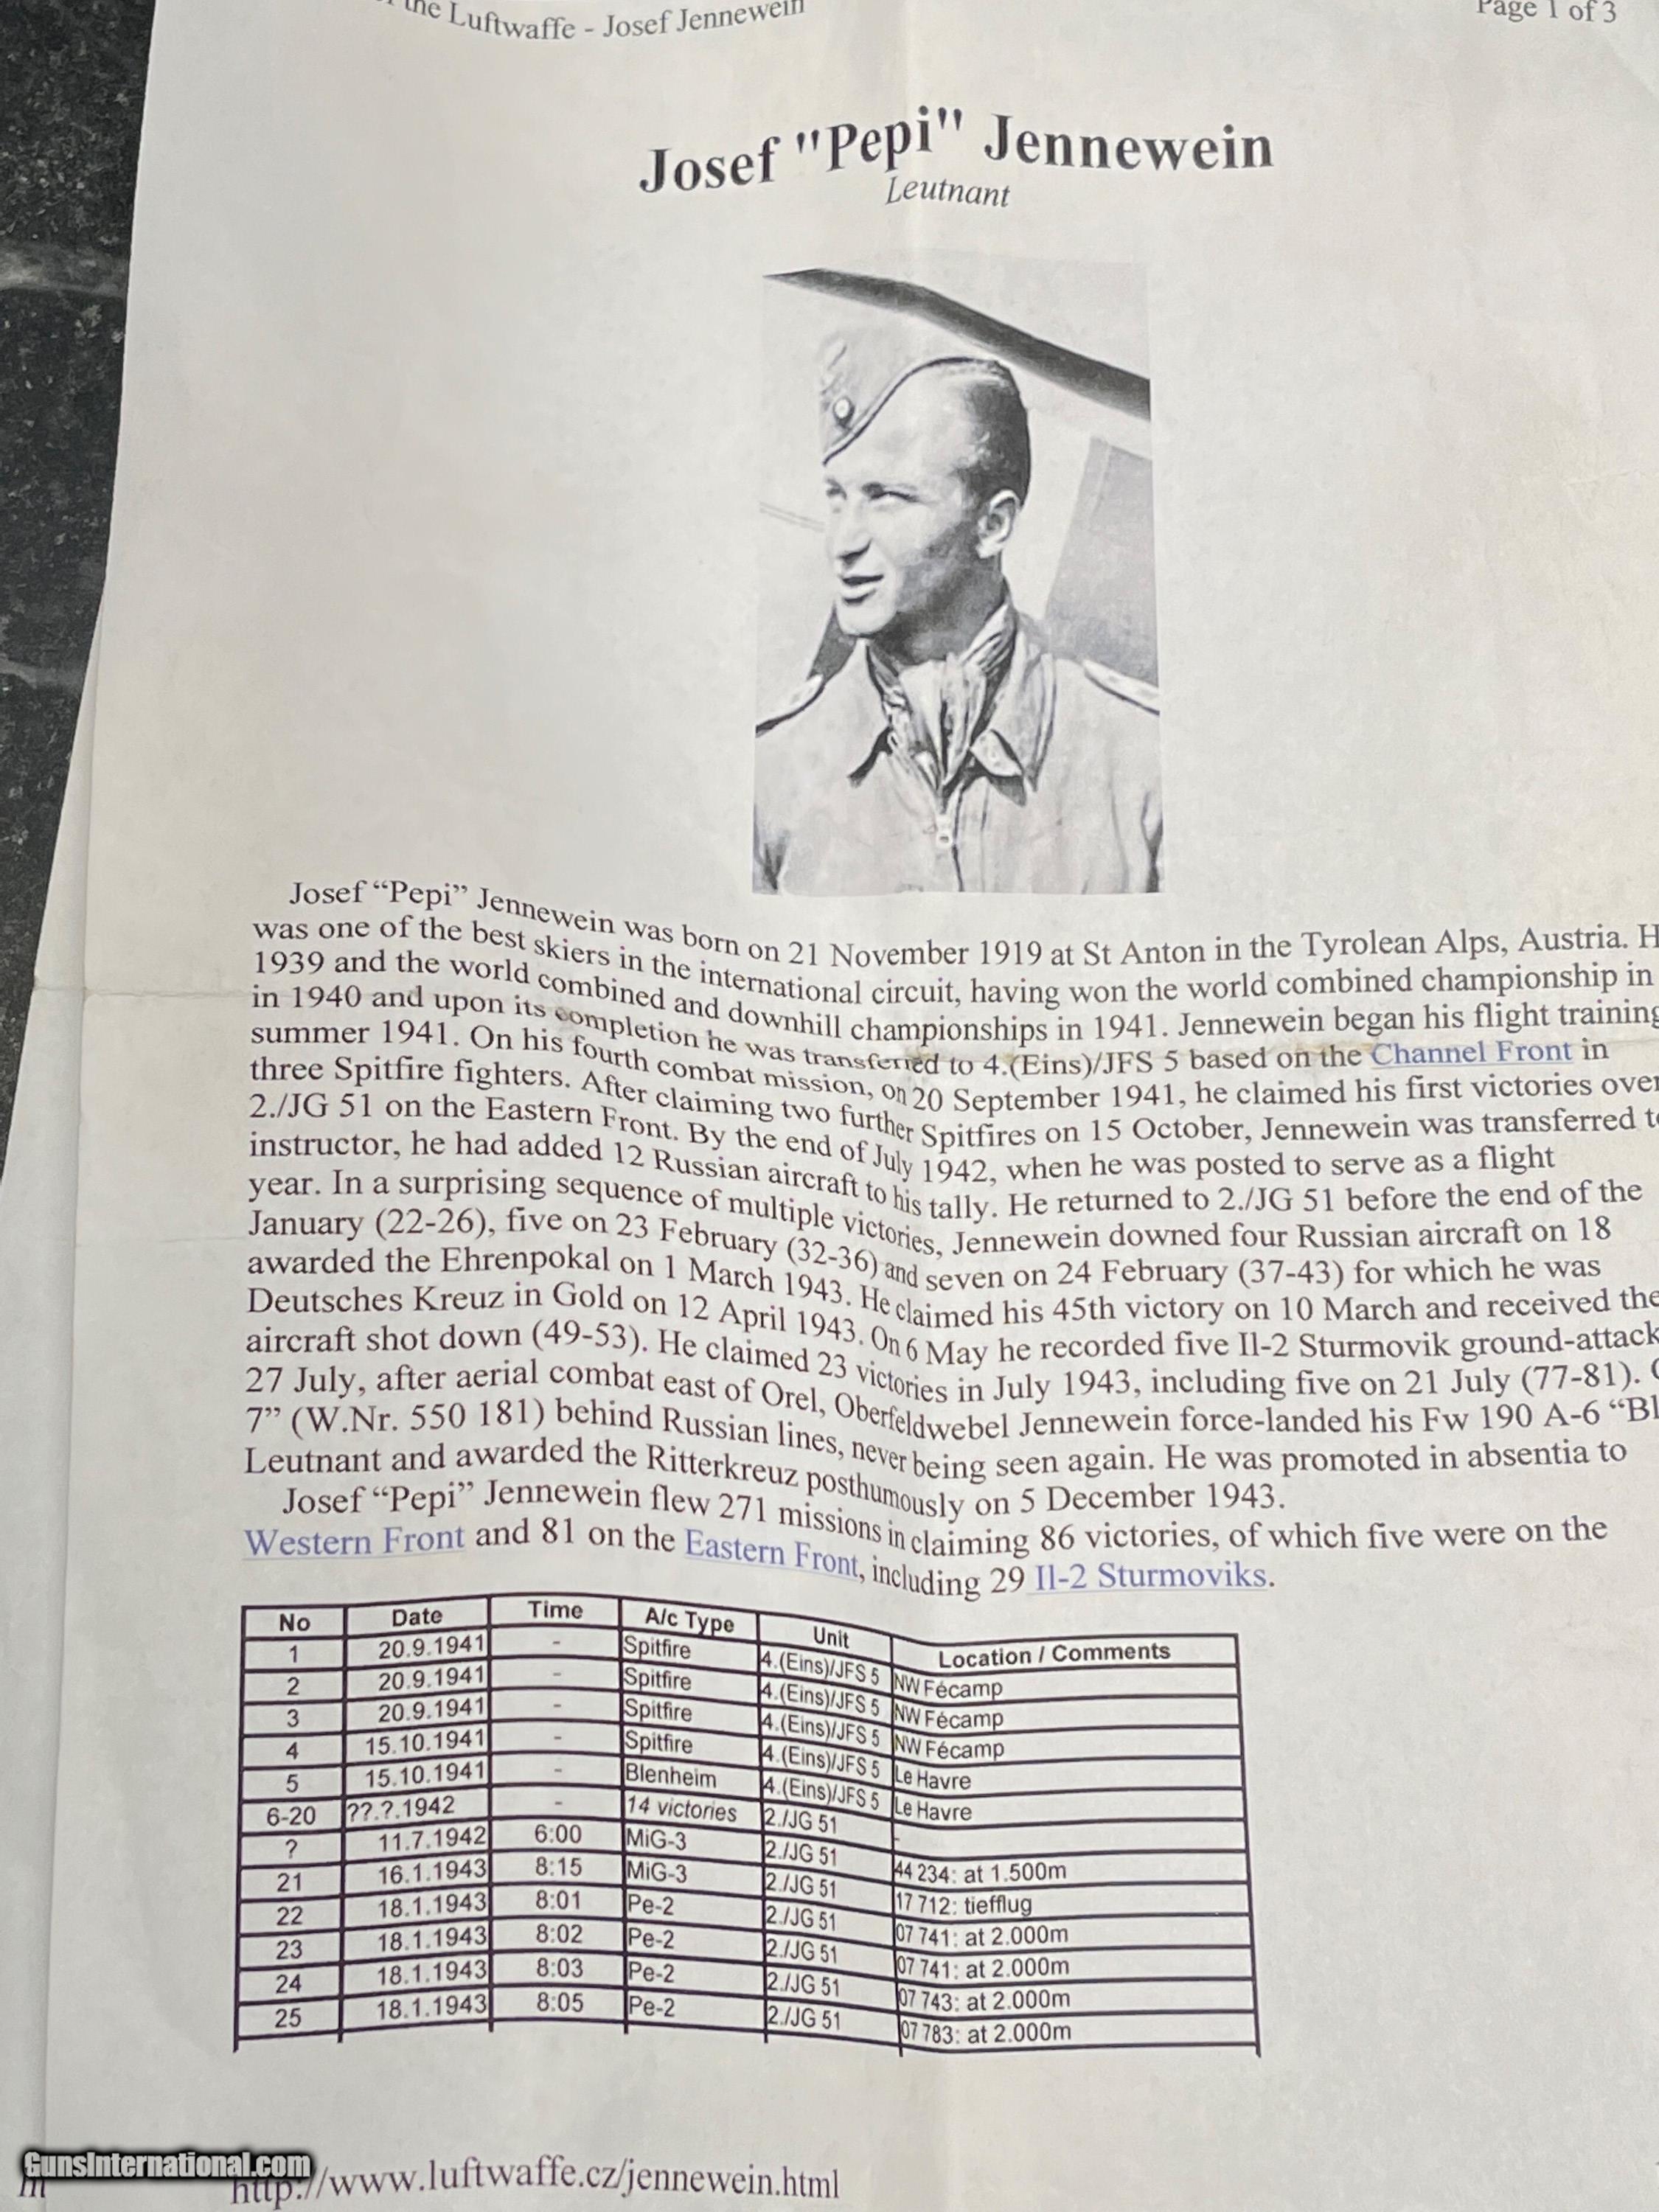 the Luftwaffe - Josef Jennewein Page 1 of 3
Josef "Pepi" Jennewein
Leutnant
Josef “Pepi” Jennewein was born on 21 November 1919 at St Anton in the Tyrolean Alps, Austria.
was one of the best skiers in the international circuit, having won the world combined championship in
1939 and the world combined and downhill championships in 1941. Jennewein began his flight training
in 1940 and upon its completion he was transferred to 4.(Eins)/JFS 5 based on the Channel Front in
summer 1941. On his fourth combat mission, on 20 September 1941, he claimed his first victories over
three Spitfire fighters. After claiming two further Spitfires on 15 October, Jennewein was transferred to
2./JG 51 on the Eastern Front. By the end of July 1942, when he was posted to serve as a flight
instructor, he had added 12 Russian aircraft to his tally. He returned to 2./JG 51 before the end of the
year. In a surprising sequence of multiple victories, Jennewein downed four Russian aircraft on 18
January (22-26), five on 23 February (32-36) and seven on 24 February (37-43) for which he was
awarded the Ehrenpokal on 1 March 1943. He claimed his 45th victory on 10 March and received the
Deutsches Kreuz in Gold on 12 April 1943. On 6 May he recorded five Il-2 Sturmovik ground-attack
aircraft shot down (49-53). He claimed 23 victories in July 1943, including five on 21 July (77-81).
27 July, after aerial combat east of Orel, Oberfeldwebel Jennewein force-landed his Fw 190 A-6
7” (W.Nr. 550 181) behind Russian lines, never being seen again. He was promoted in absentia to
Leutnant and awarded the Ritterkreuz posthumously on 5 December 1943.
Josef “Pepi” Jennewein flew 271 missions in claiming 86 victories, of which five were on the
Western Front and 81 on the Eastern Front, including 29 Il-2 Sturmoviks.
No Date Time A/c Type Unit Location / Comments
1 20.9.1941 - Spitfire 4.(Eins)/JFS 5 NW Fécamp
2 20.9.1941 - Spitfire 4.(Eins)/JFS 5 NW Fécamp
3 20.9.1941 - Spitfire 4.(Eins)/JFS 5 NW Fécamp
4 15.10.1941 - Spitfire 4.(Eins)/JFS 5 Le Havre
5 15.10.1941 - Blenheim 4.(Eins)/JFS 5 Le Havre
6-20 ??.?.1942 - 14 victories 2./JG 51 -
? 11.7.1942 6:00 MiG-3 2./JG 51 44 234: at 1.500m
21 16.1.1943 8:15 MiG-3 2./JG 51 17 712: tiefflug
22 18.1.1943 8:01 Pe-2 2./JG 51 07 741: at 2.000m
23 18.1.1943 8:02 Pe-2 2./JG 51 07 741: at 2.000m
24 18.1.1943 8:03 Pe-2 2./JG 51 07 743: at 2.000m
25 18.1.1943 8:05 Pe-2 2./JG 51 07 783: at 2.000m
GunsInternational.com
http://www.luftwaffe.cz/jennewein.html